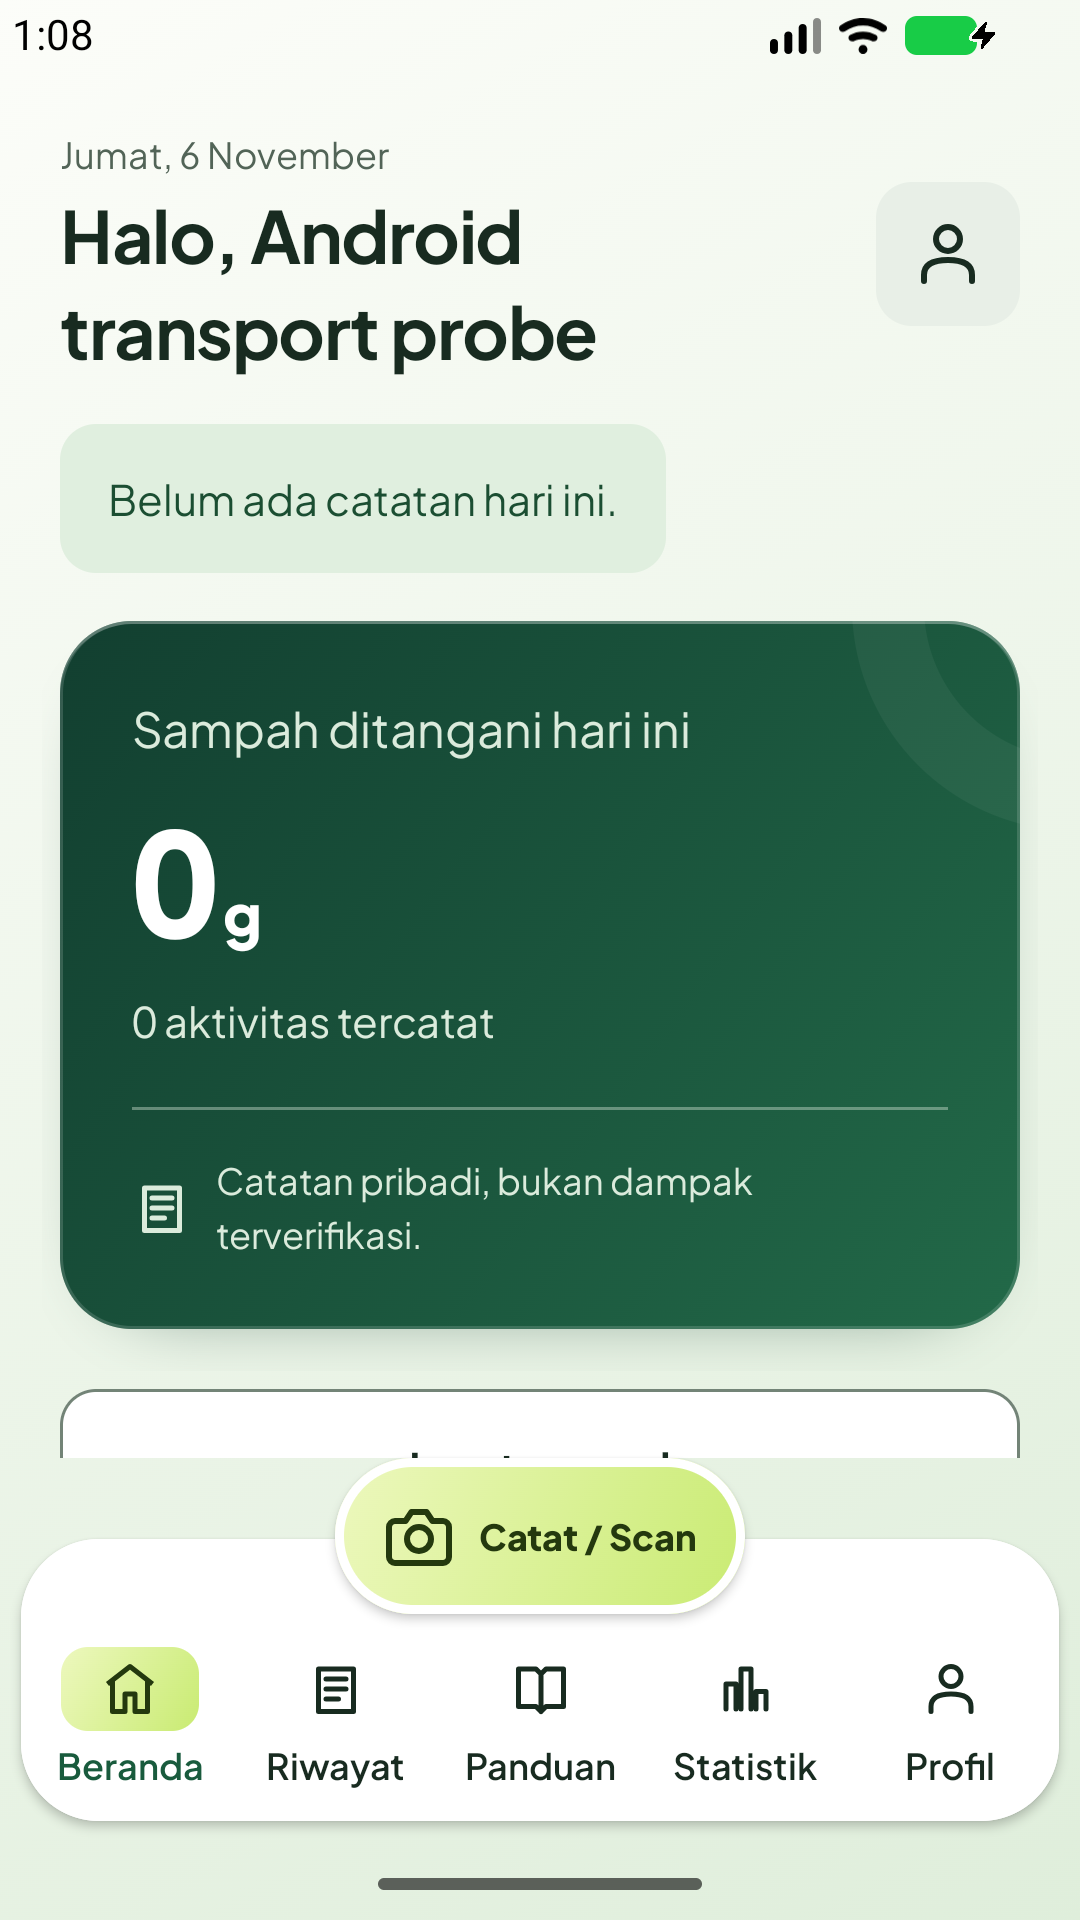 1:08
Jumat, 6 November
Halo, Android
transport probe
Belum ada catatan hari ini.
Sampah ditangani hari ini
0g
0 aktivitas tercatat
Catatan pribadi, bukan dampak
terverifikasi.
Catat / Scan
Beranda
Riwayat
Panduan
Statistik
Profil